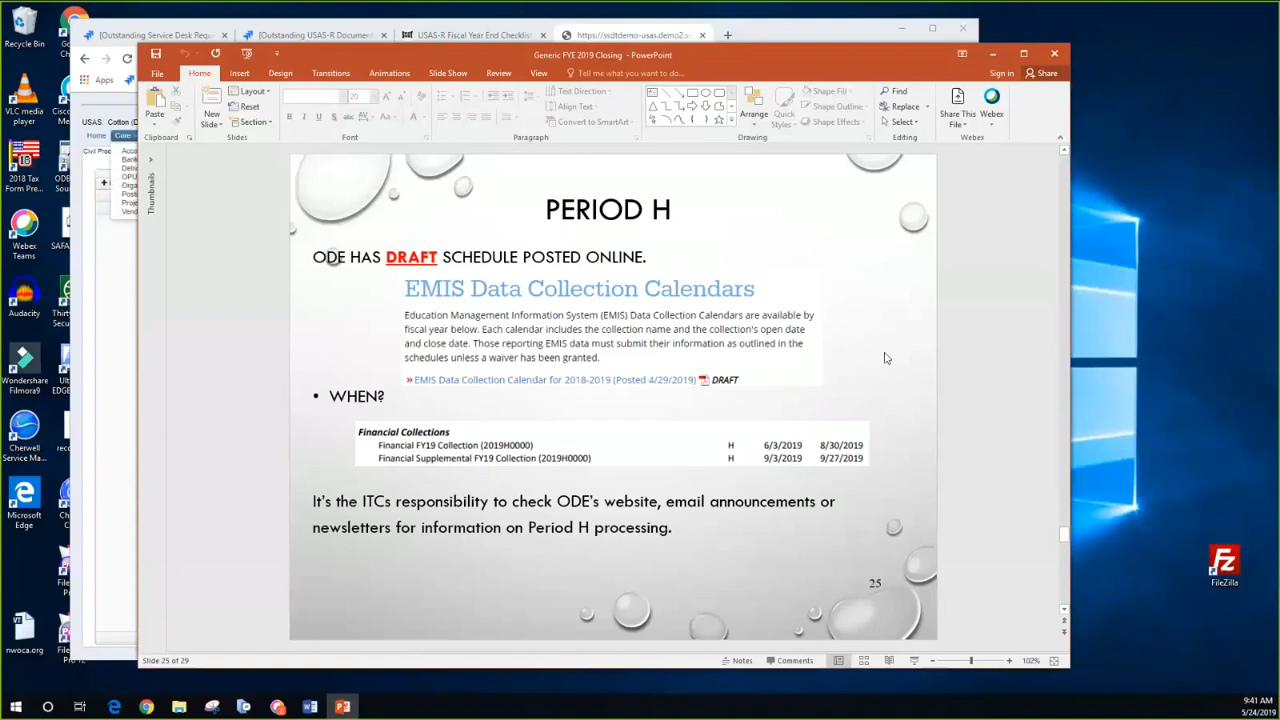 Recycle Bin
VLC media player
2018 Tax Form Pre...
Webex Teams
Audacity
Wondershare Filmora9
Cherwell Service Ma...
Microsoft Edge
nwoca.org
FileZilla
[Outstanding Service Desk Requ
[Outstanding USAS-R Document
USAS-R Fiscal Year End Checklist
https://ssdtdemo-usas.demo2.s
Apps
Home
Generic FYE 2019 Closing - PowerPoint
File Home Insert Design Transitions Animations Slide Show Review View Tell me what you want to do... Sign in Share
Paste
Clipboard
New Slide
Layout
Reset
Section
Slides
20
Font
Text Direction
Align Text
Convert to SmartArt
Paragraph
Arrange
Quick Styles
Shape Fill
Shape Outline
Shape Effects
Drawing
Find
Replace
Select
Editing
Share This File
Webex
Webex
Thumbnails
PERIOD H
ODE HAS DRAFT SCHEDULE POSTED ONLINE.
EMIS Data Collection Calendars
Education Management Information System (EMIS) Data Collection Calendars are available by
fiscal year below. Each calendar includes the collection name and the collection's open date
and close date. Those reporting EMIS data must submit their information as outlined in the
schedules unless a waiver has been granted.
» EMIS Data Collection Calendar for 2018-2019 (Posted 4/29/2019) DRAFT
• WHEN?
Financial Collections
Financial FY19 Collection (2019H0000) H 6/3/2019 8/30/2019
Financial Supplemental FY19 Collection (2019H0000) H 9/3/2019 9/27/2019
It's the ITCs responsibility to check ODE's website, email announcements or
newsletters for information on Period H processing.
25
Slide 25 of 29
Notes
Comments
102%
9:41 AM
5/24/2019